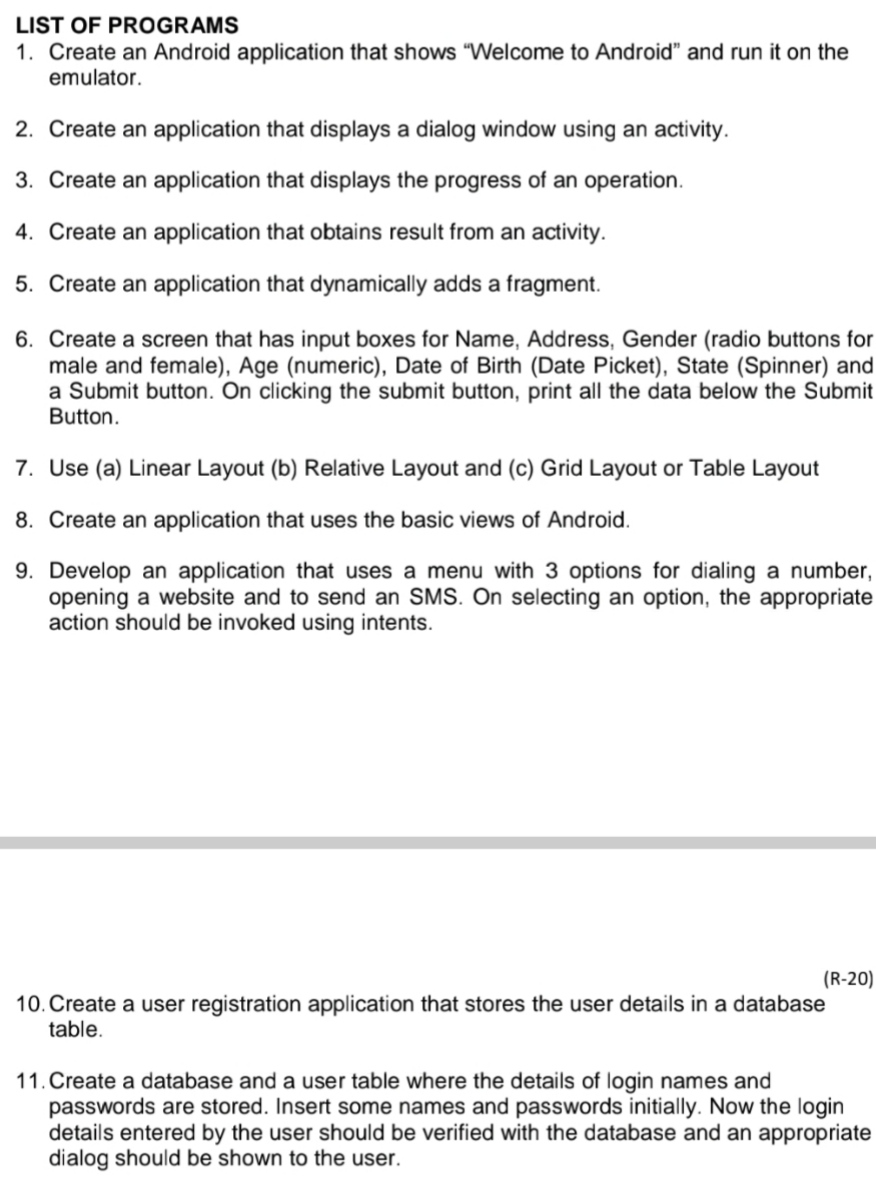 LIST OF PROGRAMS
1. Create an Android application that shows “Welcome to Android” and run it on the
emulator.
2. Create an application that displays a dialog window using an activity.
3. Create an application that displays the progress of an operation.
4. Create an application that obtains result from an activity.
5. Create an application that dynamically adds a fragment.
6. Create a screen that has input boxes for Name, Address, Gender (radio buttons for
male and female), Age (numeric), Date of Birth (Date Picket), State (Spinner) and
a Submit button. On clicking the submit button, print all the data below the Submit
Button.
7. Use (a) Linear Layout (b) Relative Layout and (c) Grid Layout or Table Layout
8. Create an application that uses the basic views of Android.
9. Develop an application that uses a menu with 3 options for dialing a number,
opening a website and to send an SMS. On selecting an option, the appropriate
action should be invoked using intents.
(R-20)
10. Create a user registration application that stores the user details in a database
table.
11. Create a database and a user table where the details of login names and
passwords are stored. Insert some names and passwords initially. Now the login
details entered by the user should be verified with the database and an appropriate
dialog should be shown to the user.